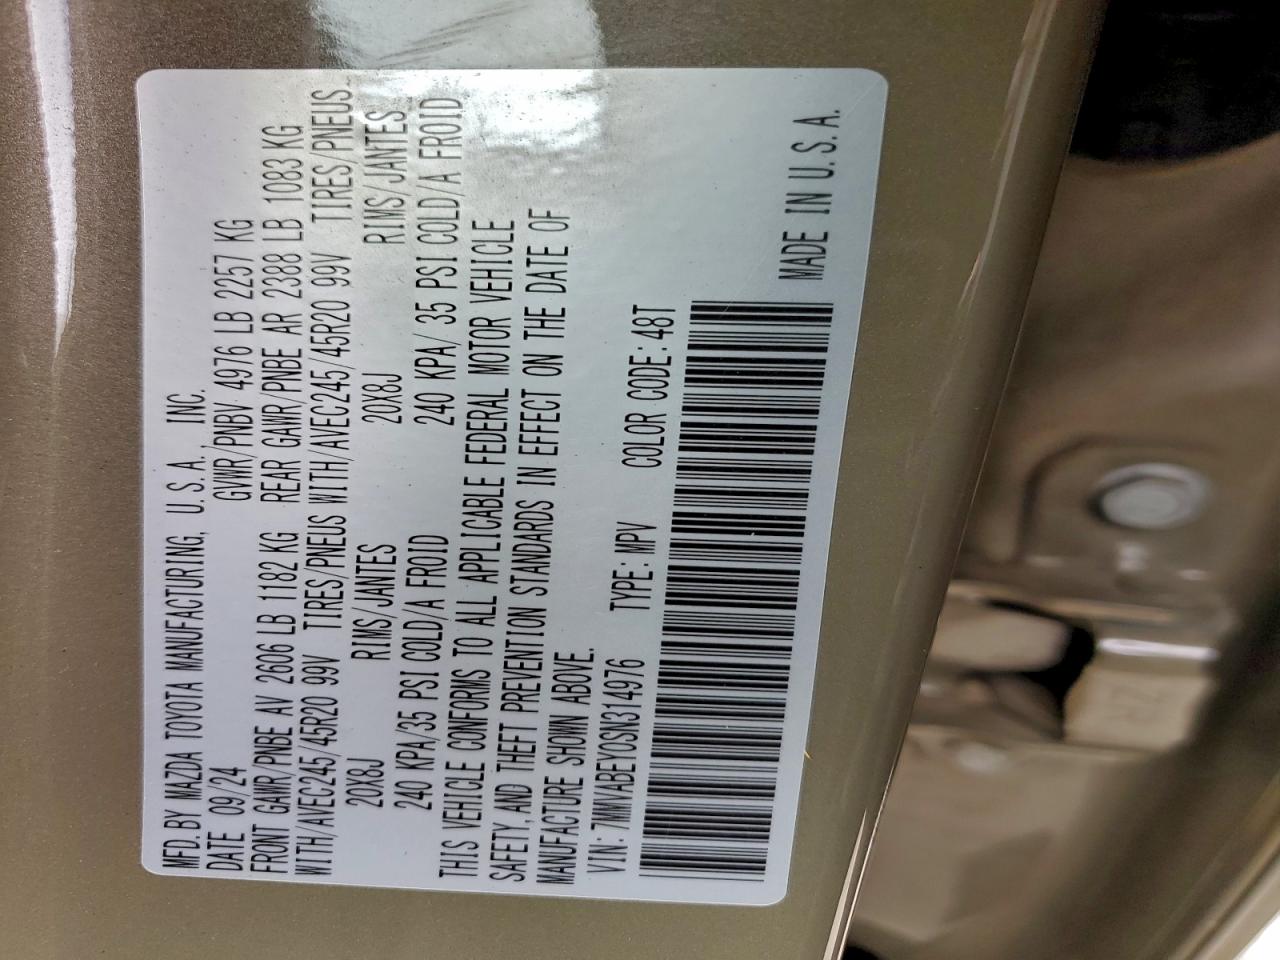 MFD. BY MAZDA TOYOTA MANUFACTURING, U.S.A., INC.
DATE 09/24 GVWR/PNBV 4976 LB 2257 KG
FRONT GAWR/PNBE AV 2606 LB 1182 KG REAR GAWR/PNBE AR 2388 LB 1083 KG
WITH/AVEC245/45R20 99V TIRES/PNEUS WITH/AVEC245/45R20 99V TIRES/PNEUS.
20X8J RIMS/JANTES 20X8J RIMS/JANTES
240 KPA/35 PSI COLD/A FROID 240 KPA/ 35 PSI COLD/A FROID
THIS VEHICLE CONFORMS TO ALL APPLICABLE FEDERAL MOTOR VEHICLE
SAFETY, AND THEFT PREVENTION STANDARDS IN EFFECT ON THE DATE OF
MANUFACTURE SHOWN ABOVE.
VIN: 7MMVABEY0SN314976 TYPE: MPV COLOR CODE: 48T
MADE IN U.S.A.